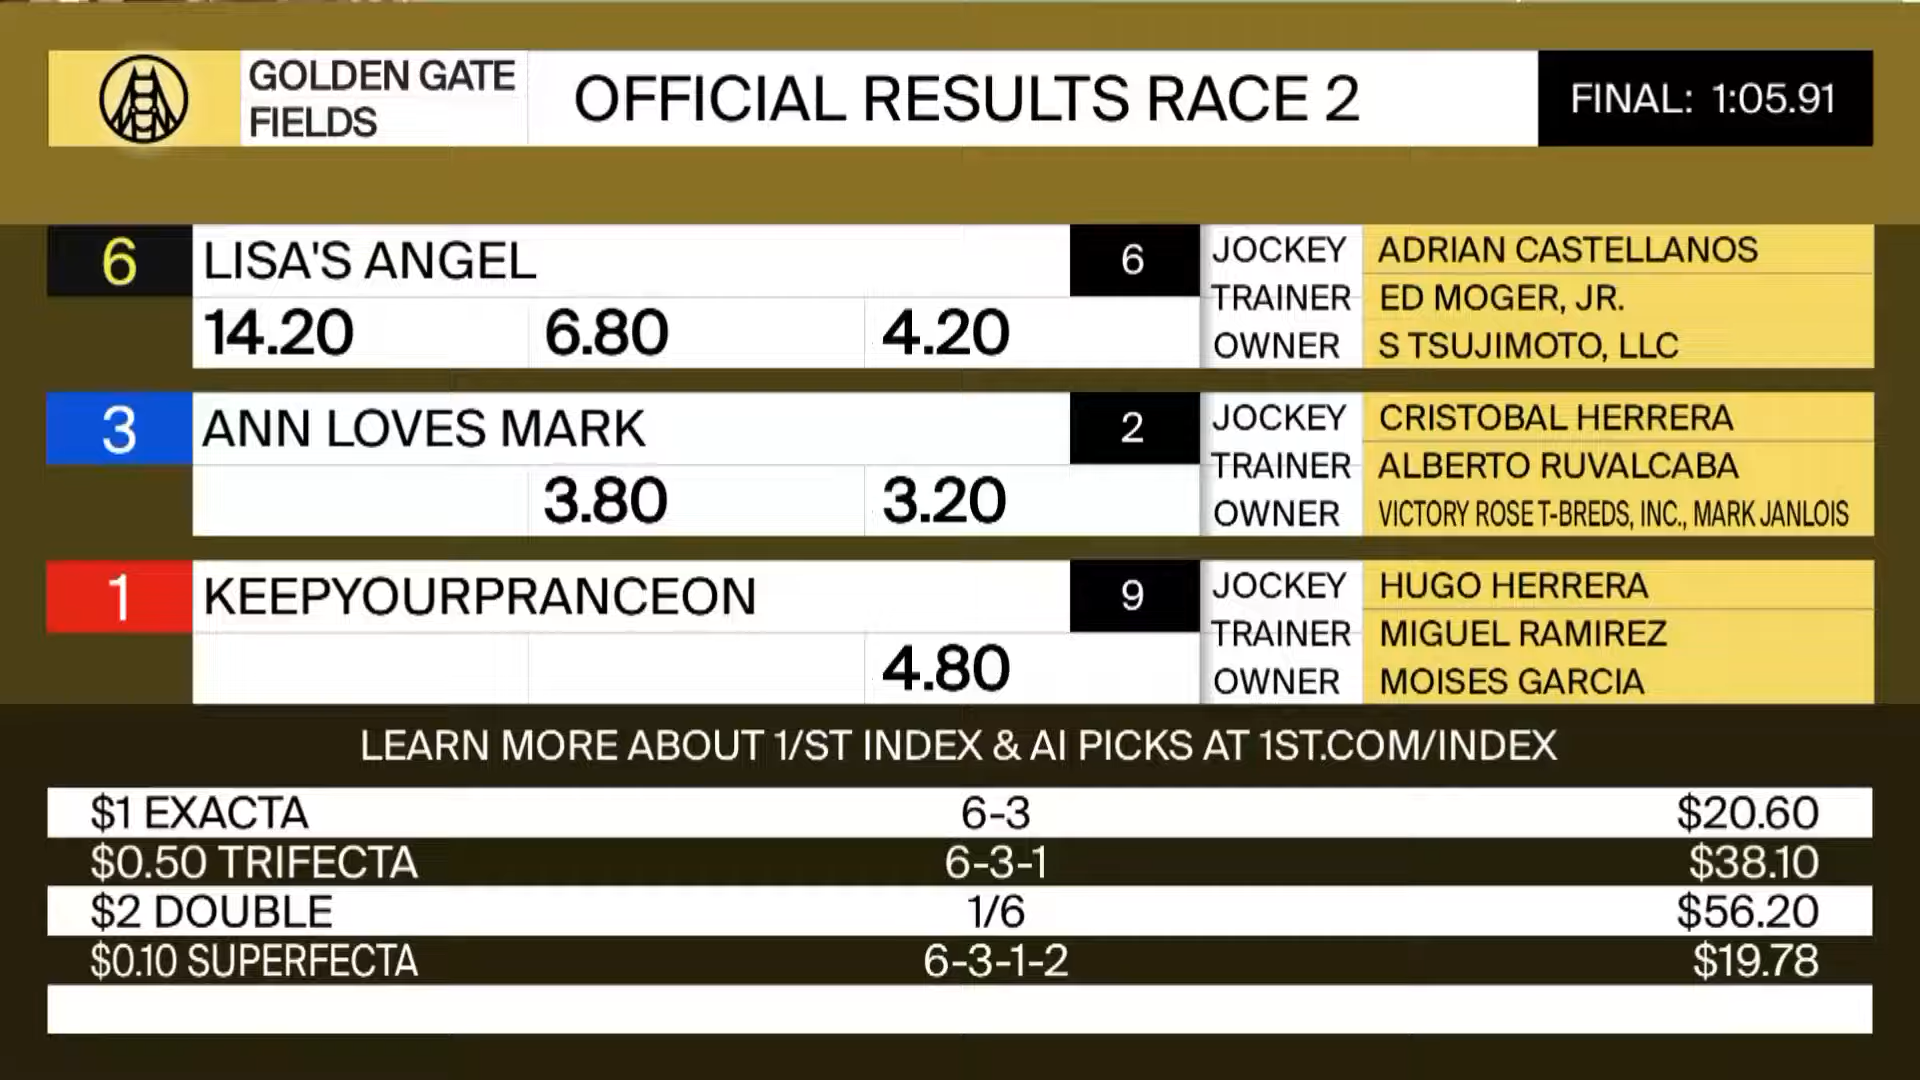 GOLDEN GATE
FIELDS
OFFICIAL RESULTS RACE 2
FINAL: 1:05.91
6 LISA'S ANGEL 6
14.20 6.80 4.20
JOCKEY ADRIAN CASTELLANOS
TRAINER ED MOGER, JR.
OWNER S TSUJIMOTO, LLC
3 ANN LOVES MARK 2
3.80 3.20
JOCKEY CRISTOBAL HERRERA
TRAINER ALBERTO RUVALCABA
OWNER VICTORY ROSE T-BREDS, INC., MARK JANLOIS
1 KEEPYOURPRANCEON 9
4.80
JOCKEY HUGO HERRERA
TRAINER MIGUEL RAMIREZ
OWNER MOISES GARCIA
LEARN MORE ABOUT 1/ST INDEX & AI PICKS AT 1ST.COM/INDEX
$1 EXACTA 6-3 $20.60
$0.50 TRIFECTA 6-3-1 $38.10
$2 DOUBLE 1/6 $56.20
$0.10 SUPERFECTA 6-3-1-2 $19.78